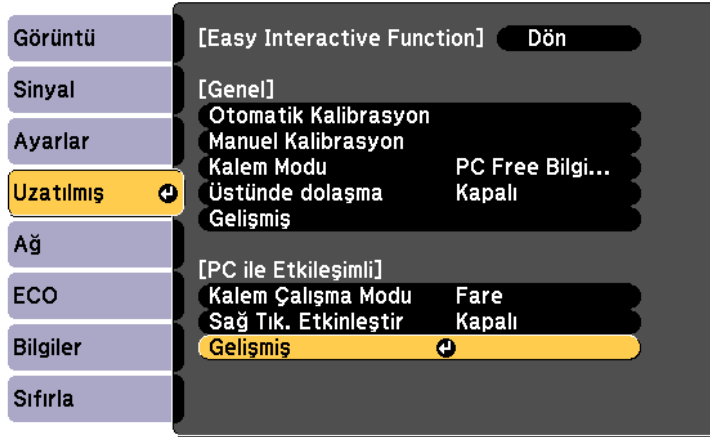 Görüntü
Sinyal
Ayarlar
Uzatılmış
Ağ
ECO
Bilgiler
Sıfırla
[Easy Interactive Function] Dön
[Genel]
Otomatik Kalibrasyon
Manuel Kalibrasyon
Kalem Modu PC Free Bilgi...
Üstünde dolaşma Kapalı
Gelişmiş
[PC ile Etkileşimli]
Kalem Çalışma Modu Fare
Sağ Tık. Etkinleştir Kapalı
Gelişmiş